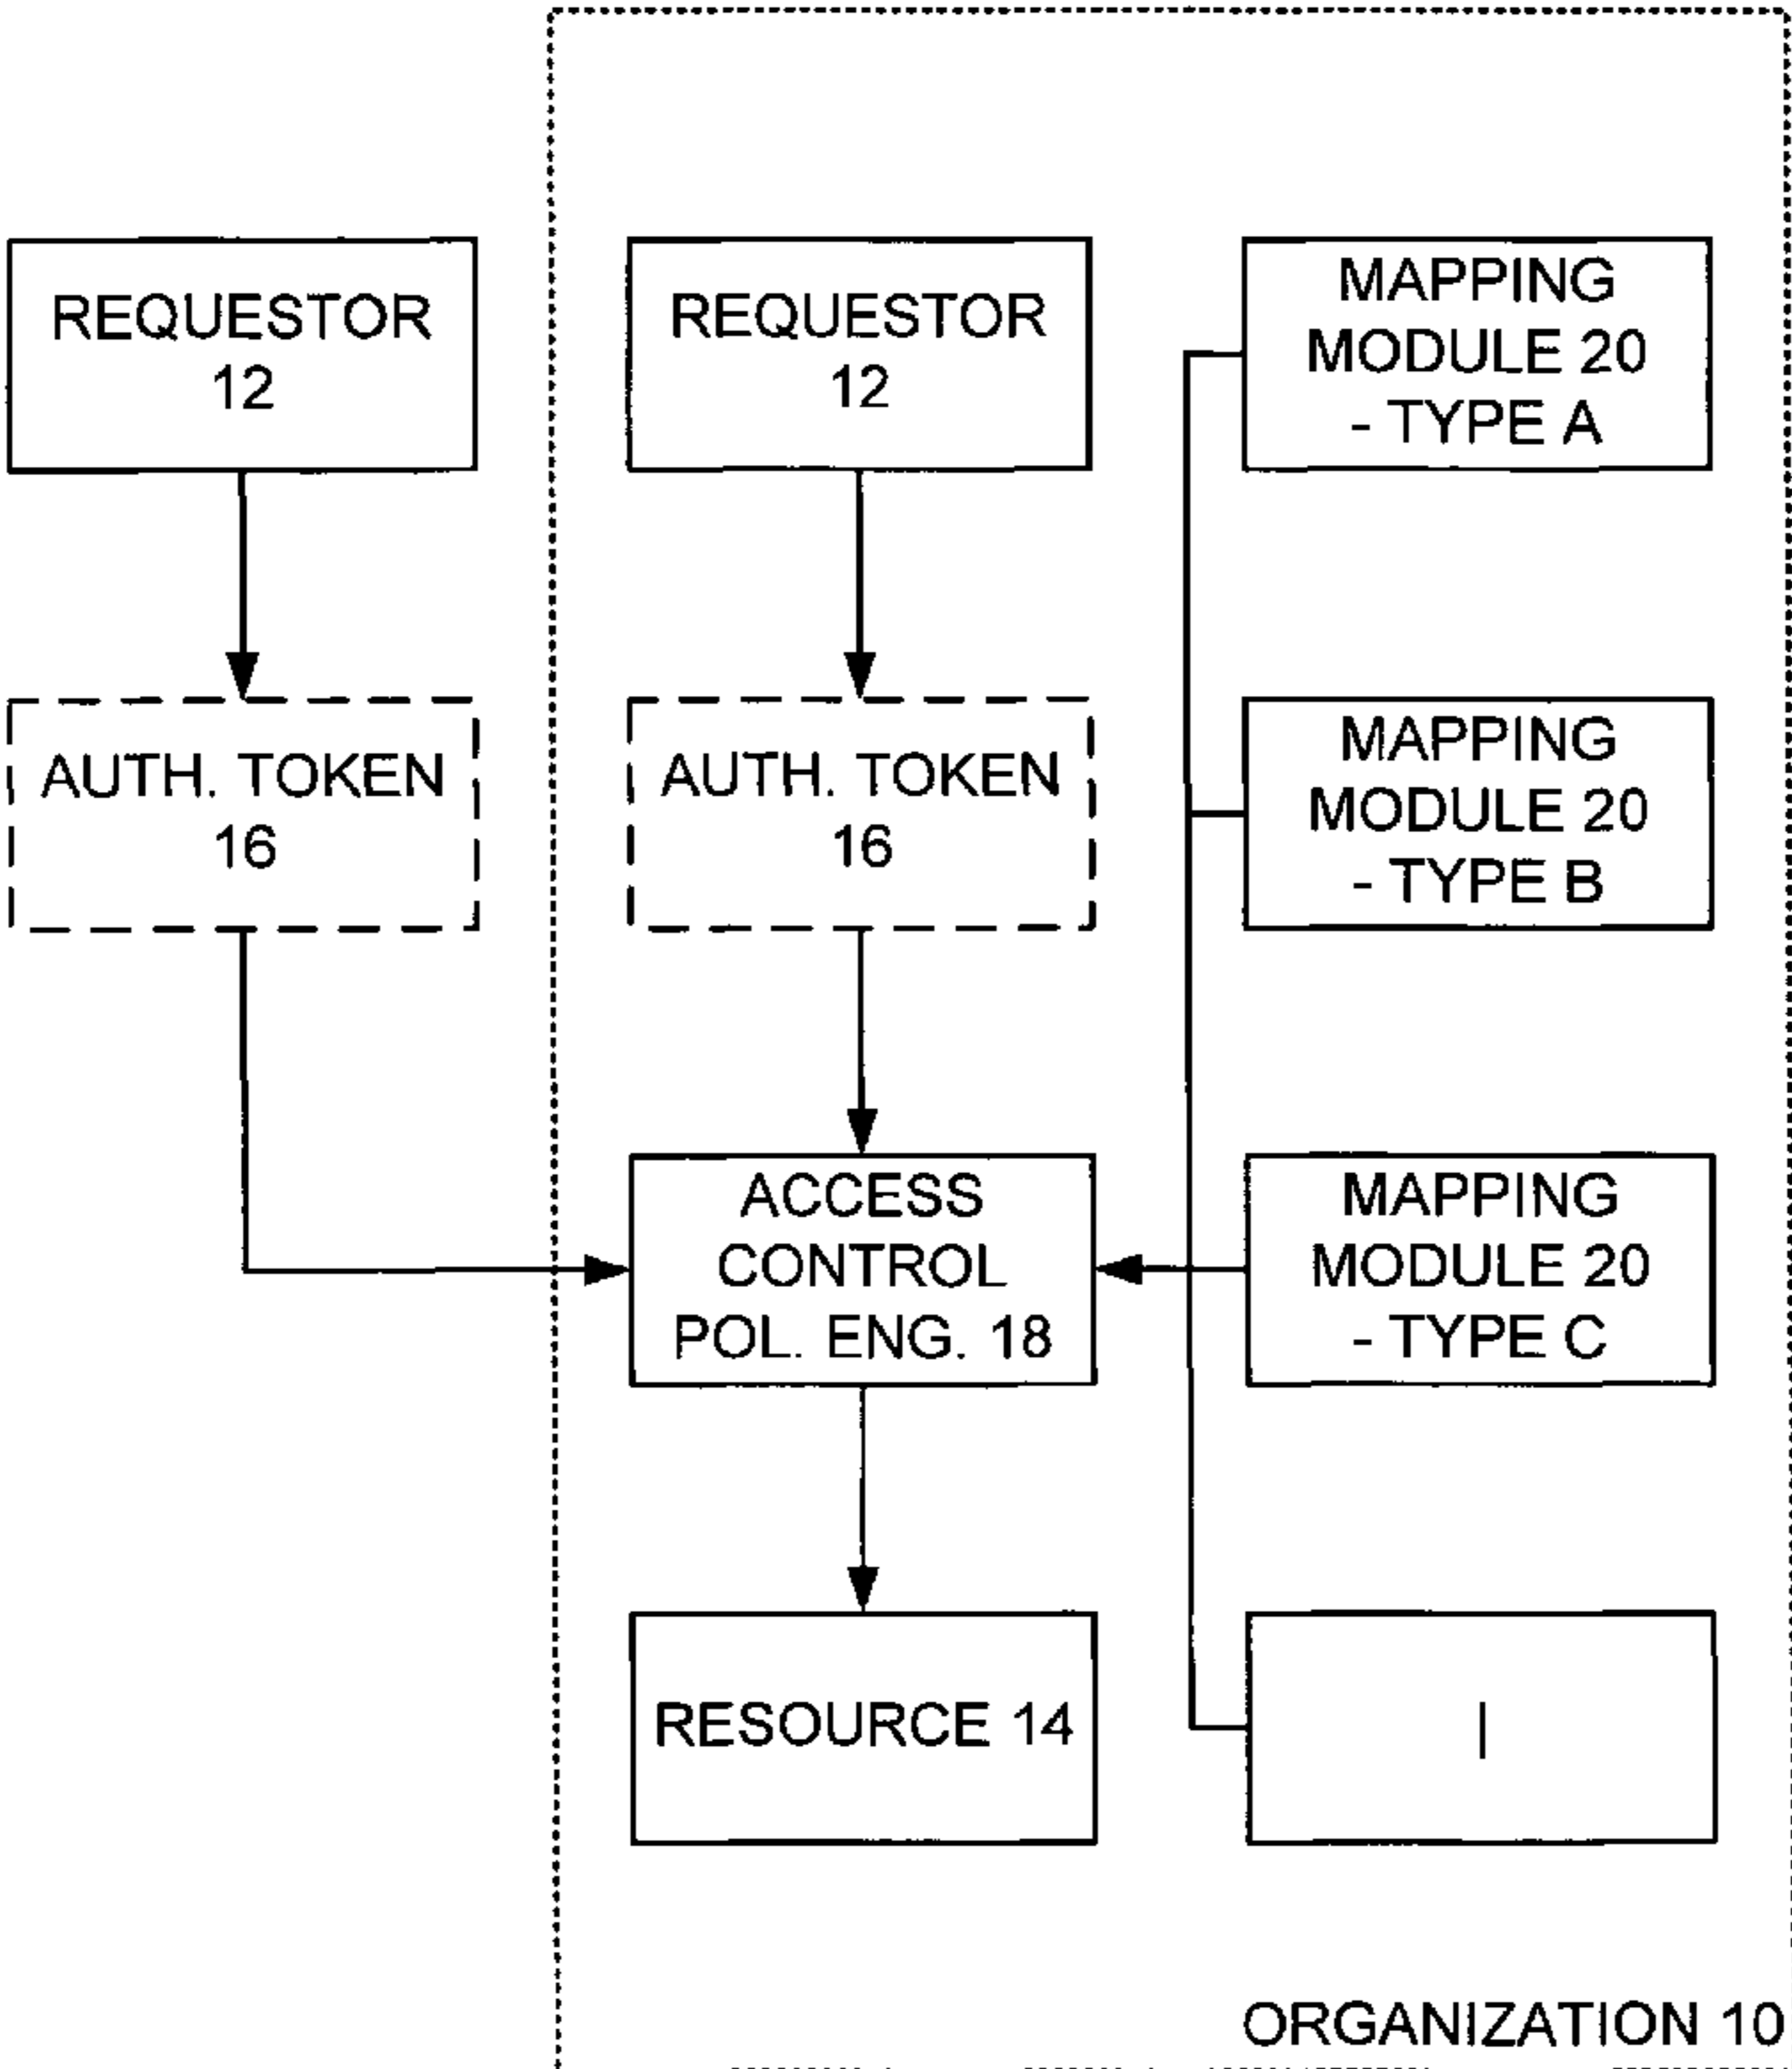 REQUESTOR
12
REQUESTOR
12
MAPPING
MODULE 20
- TYPE A
AUTH. TOKEN
16
AUTH. TOKEN
16
MAPPING
MODULE 20
- TYPE B
ACCESS
CONTROL
POL. ENG. 18
MAPPING
MODULE 20
- TYPE C
RESOURCE 14
|
ORGANIZATION 10